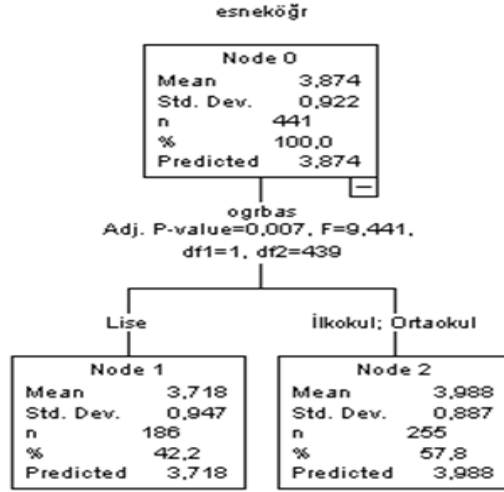 esneköğr
Node 0
Mean 3,874
Std. Dev. 0,922
n 441
% 100,0
Predicted 3,874
ogrbas
Adj. P-value=0,007, F=9,441,
df1=1, df2=439
Lise
İlkokul; Ortaokul
Node 1
Mean 3,718
Std. Dev. 0,947
n 186
% 42,2
Predicted 3,718
Node 2
Mean 3,988
Std. Dev. 0,887
n 255
% 57,8
Predicted 3,988